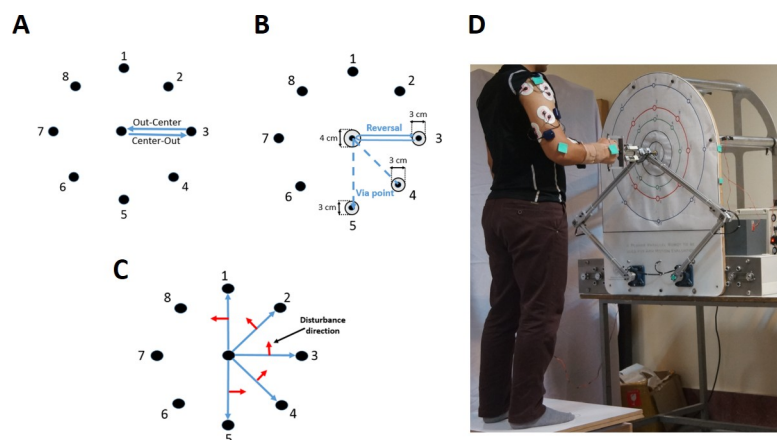 A
1
2
3
4
5
6
7
8
Out-Center
Center-Out
B
1
2
3
4
5
6
7
8
3 cm
Reversal
4 cm
3 cm
Via point
3 cm
C
1
2
3
4
5
6
7
8
Disturbance
direction
D